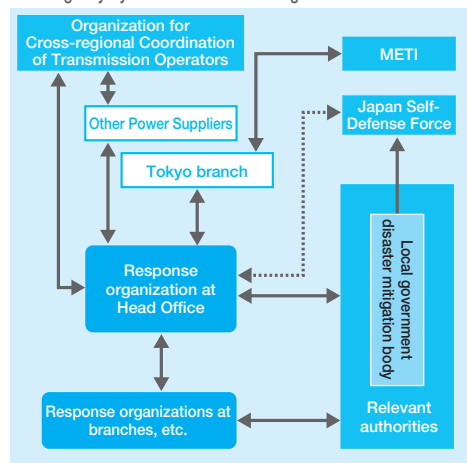 Organization for
Cross-regional Coordination
of Transmission Operators
METI
Other Power Suppliers
Japan Self-
Defense Force
Tokyo branch
Local government
disaster mitigation body
Response
organization at
Head Office
Response organizations at
branches, etc.
Relevant
authorities